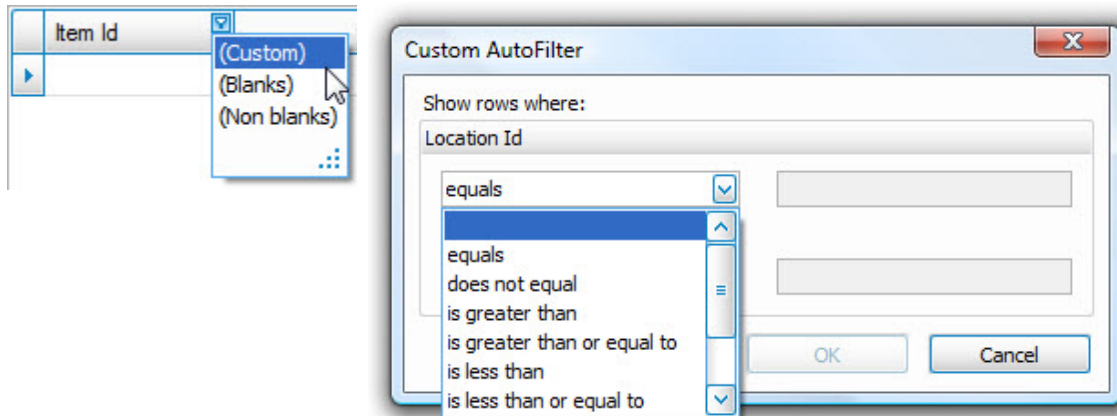 Item Id
(Custom)
(Blanks)
(Non blanks)
Custom AutoFilter
Show rows where:
Location Id
equals
equals
does not equal
is greater than
is greater than or equal to
is less than
is less than or equal to
OK
Cancel